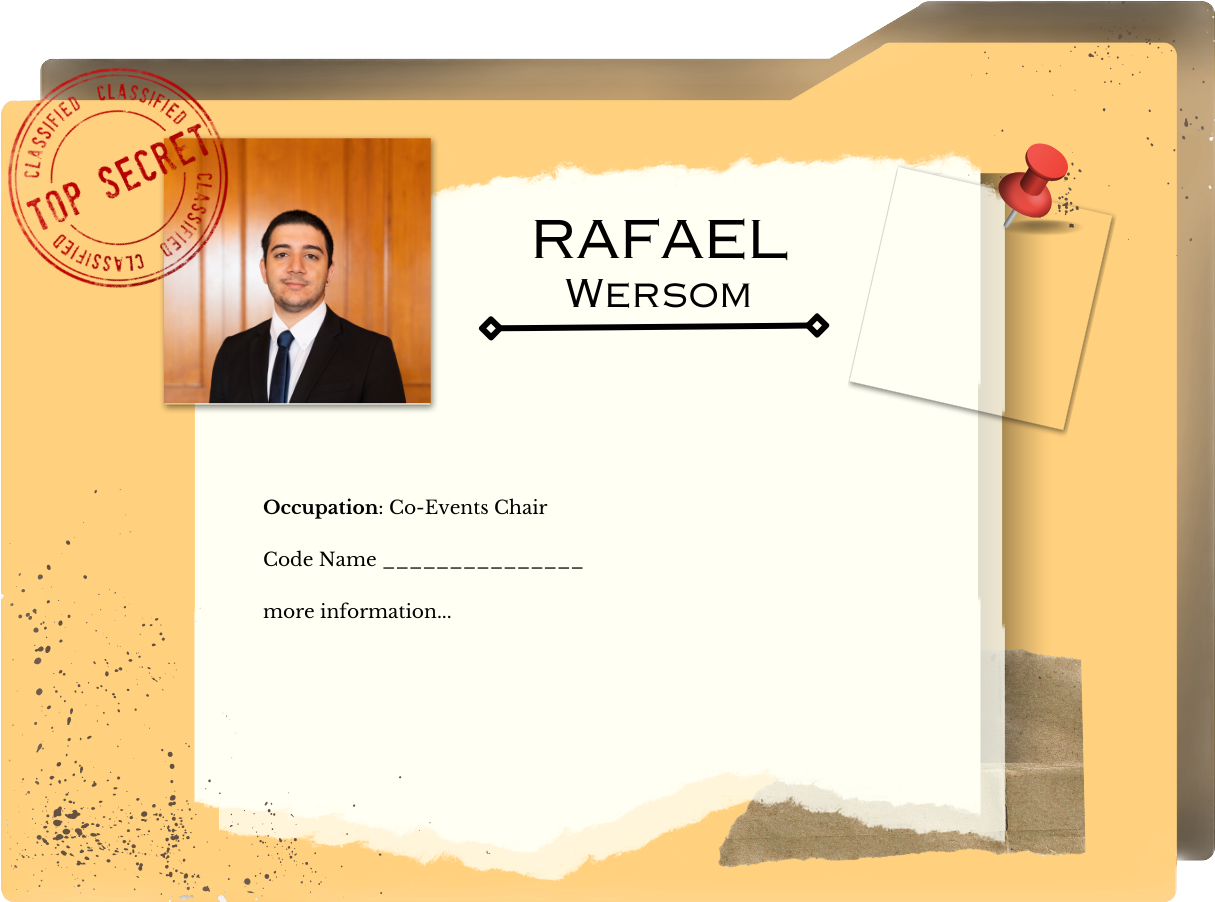 CLASSIFIED CLASSIFIED
TOP SECRET
CLASSIFIED CLASSIFIED
RAFAEL
WERSOM
Occupation: Co-Events Chair
Code Name _______________
more information...